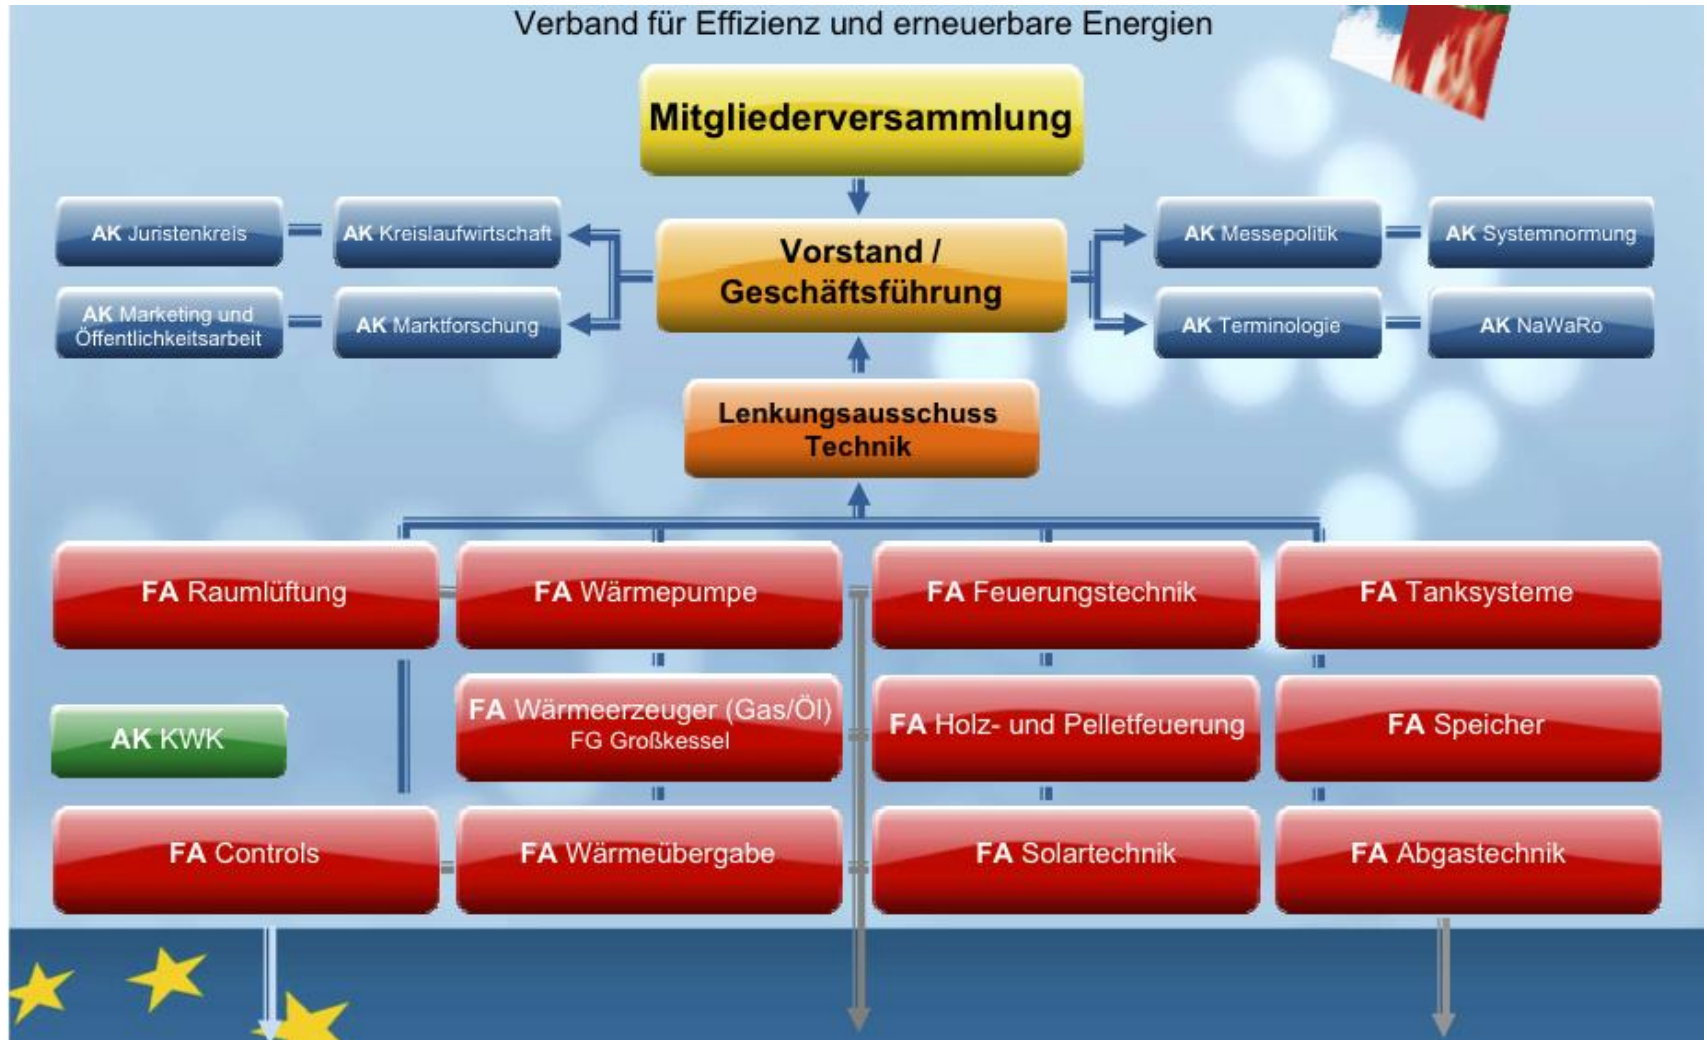 Verband für Effizienz und erneuerbare Energien
Mitgliederversammlung
AK Juristenkreis
AK Kreislaufwirtschaft
Vorstand /
Geschäftsführung
AK Messepolitik
AK Systemnormung
AK Marketing und
Öffentlichkeitsarbeit
AK Marktforschung
AK Terminologie
AK NaWaRo
Lenkungsausschuss
Technik
FA Raumlüftung
FA Wärmepumpe
FA Feuerungstechnik
FA Tanksysteme
AK KWK
FA Wärmeerzeuger (Gas/Öl)
FG Großkessel
FA Holz- und Pelletfeuerung
FA Speicher
FA Controls
FA Wärmeübergabe
FA Solartechnik
FA Abgastechnik